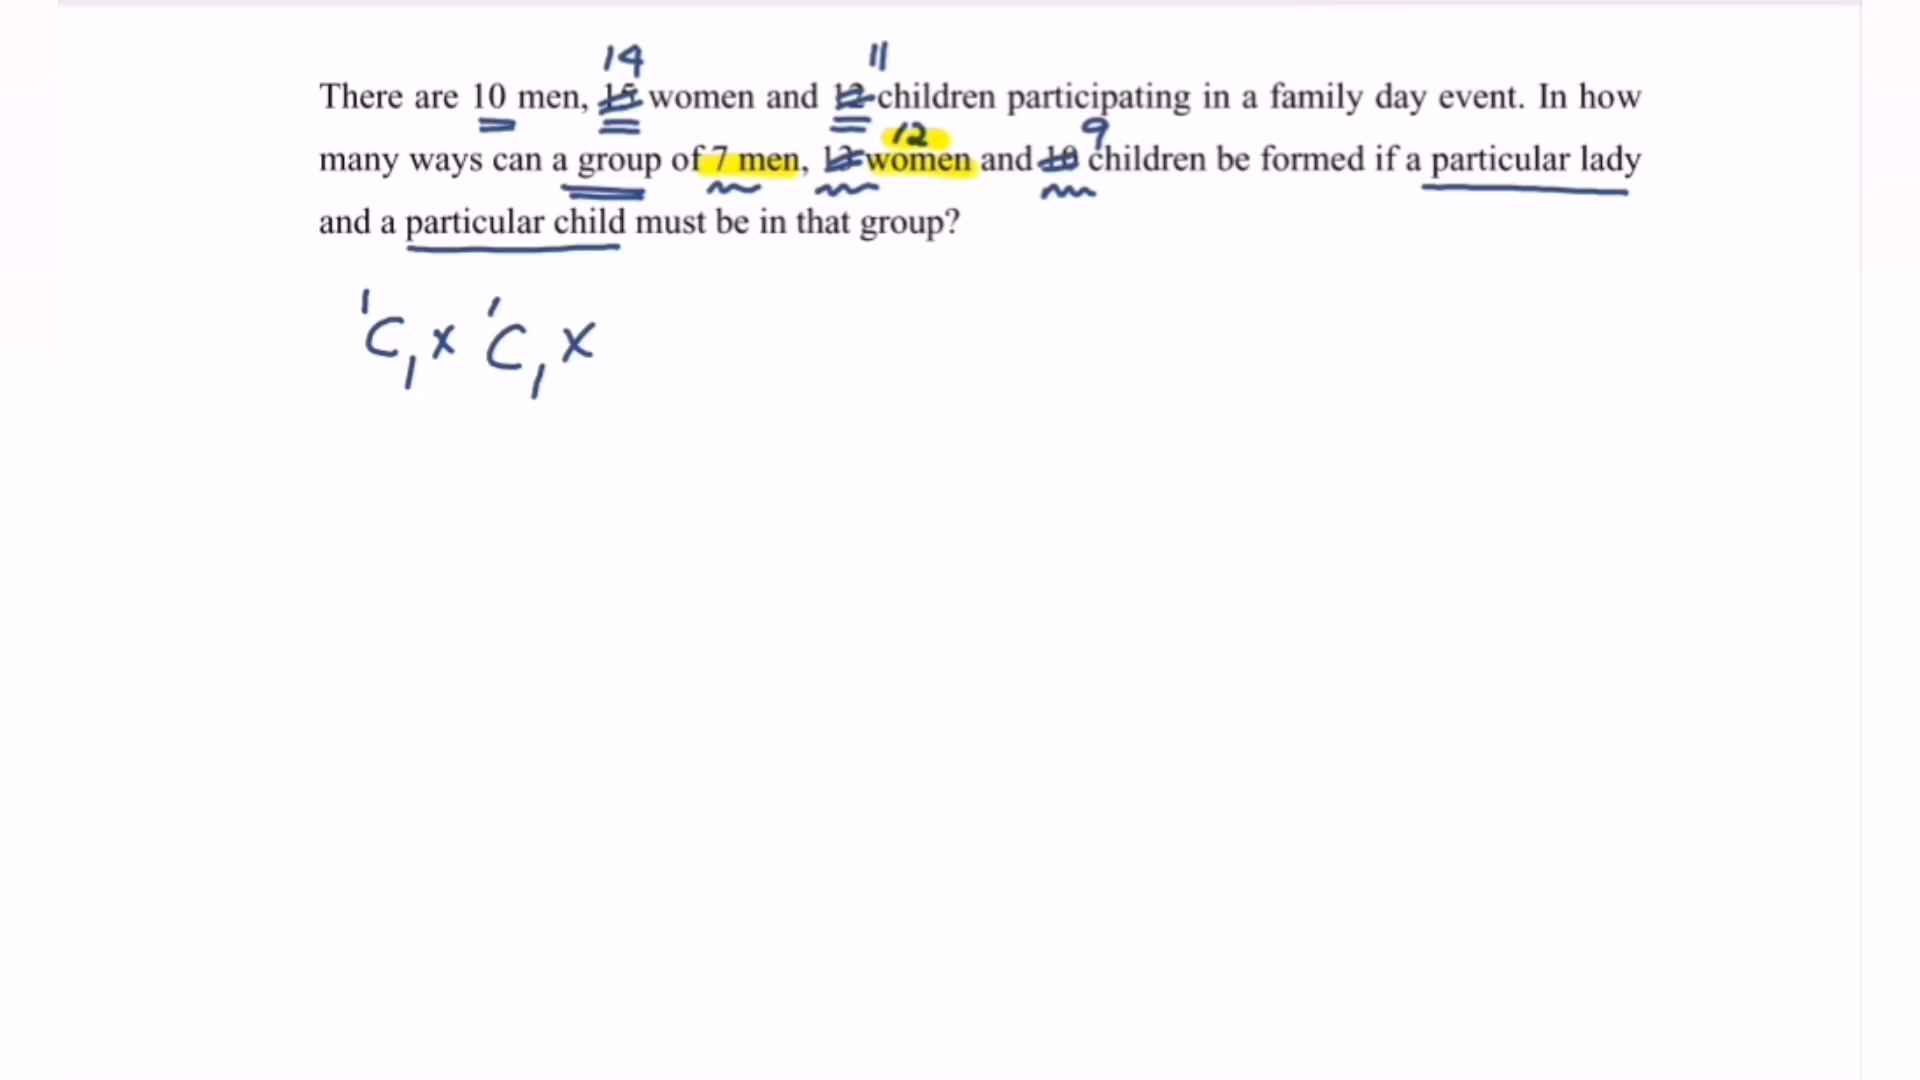 14 11
There are 10 men, 15 women and 12 children participating in a family day event. In how
12 9
many ways can a group of 7 men, 13 women and 10 children be formed if a particular lady
and a particular child must be in that group?
¹C₁ × ¹C₁ ×